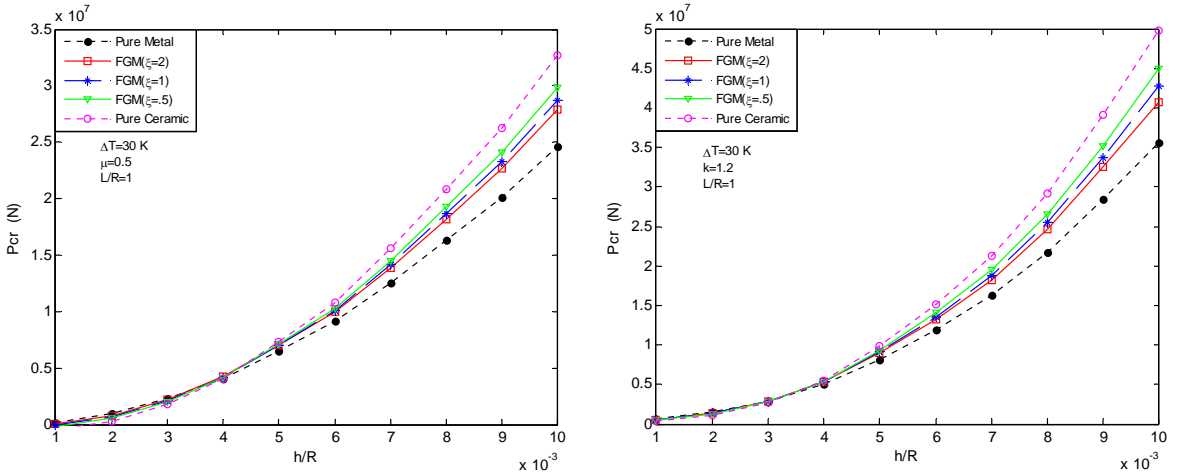 x 10^7
3.5
3
2.5
2
1.5
1
0.5
0
Pcr (N)
Pure Metal
FGM(ξ=2)
FGM(ξ=1)
FGM(ξ=.5)
Pure Ceramic
ΔT=30 K
μ=0.5
L/R=1
1 2 3 4 5 6 7 8 9 10
h/R
x 10^-3
x 10^7
5
4.5
4
3.5
3
2.5
2
1.5
1
0.5
0
Pcr (N)
Pure Metal
FGM(ξ=2)
FGM(ξ=1)
FGM(ξ=.5)
Pure Ceramic
ΔT=30 K
k=1.2
L/R=1
1 2 3 4 5 6 7 8 9 10
h/R
x 10^-3